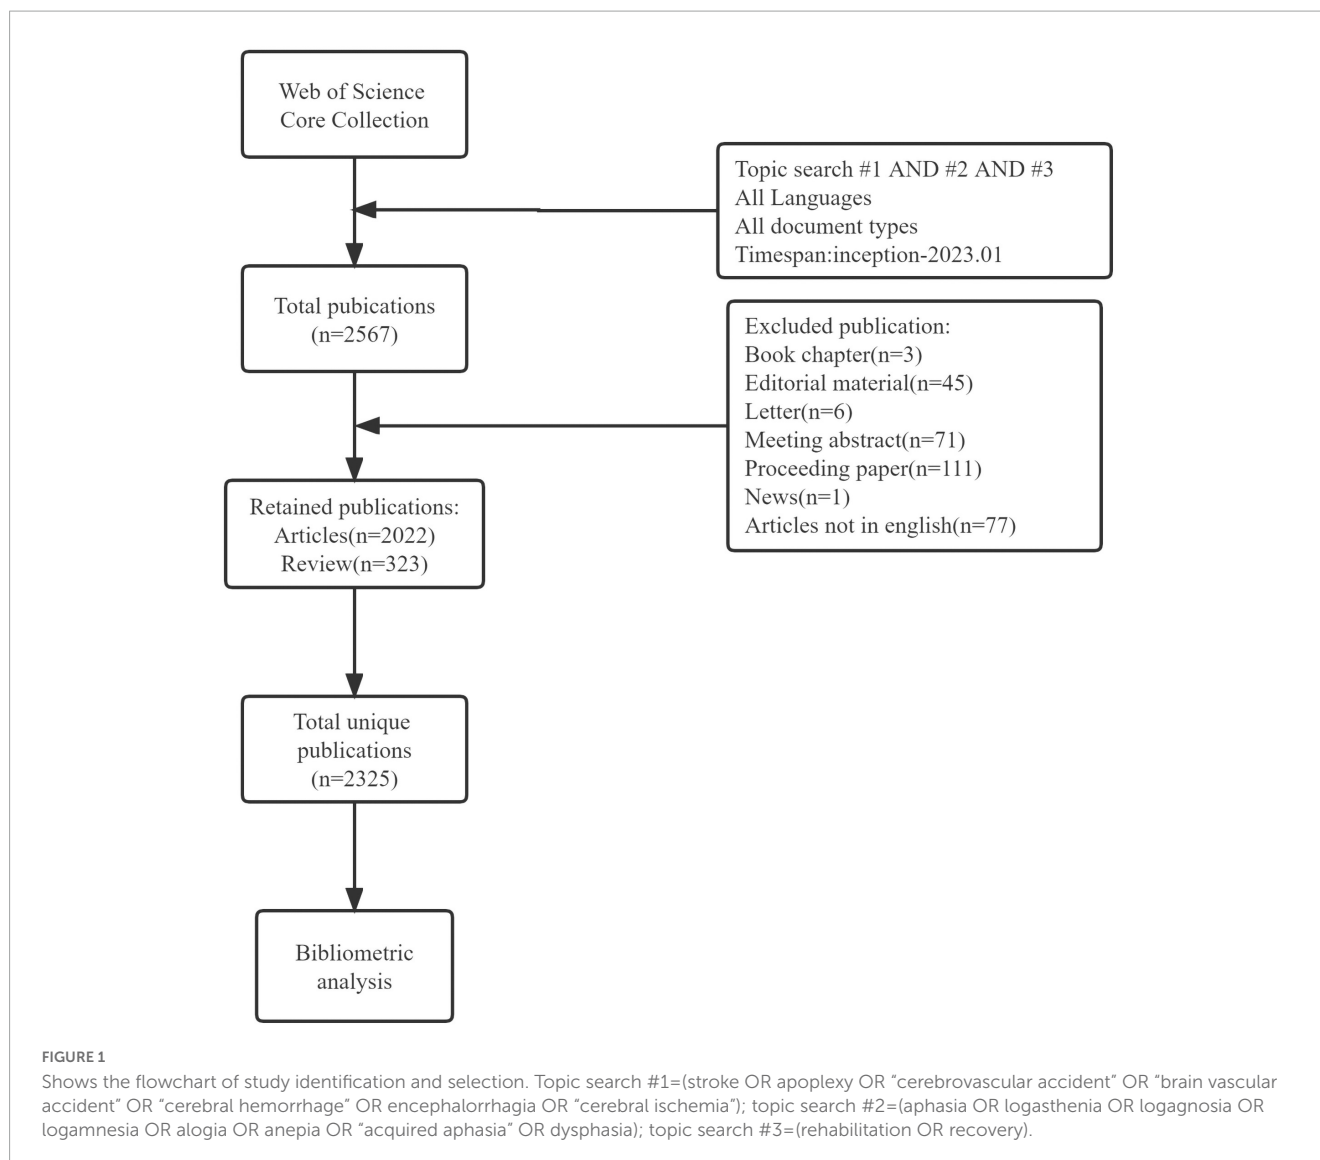 Web of Science
Core Collection
Topic search #1 AND #2 AND #3
All Languages
All document types
Timespan:inception-2023.01
Total pubications
(n=2567)
Excluded publication:
Book chapter(n=3)
Editorial material(n=45)
Letter(n=6)
Meeting abstract(n=71)
Proceeding paper(n=111)
News(n=1)
Articles not in english(n=77)
Retained publications:
Articles(n=2022)
Review(n=323)
Total unique
publications
(n=2325)
Bibliometric
analysis
FIGURE 1
Shows the flowchart of study identification and selection. Topic search #1=(stroke OR apoplexy OR “cerebrovascular accident” OR “brain vascular
accident” OR “cerebral hemorrhage” OR encephalorrhagia OR “cerebral ischemia”); topic search #2=(aphasia OR logasthenia OR logagnosia OR
logamnesia OR alogia OR anepia OR “acquired aphasia” OR dysphasia); topic search #3=(rehabilitation OR recovery).